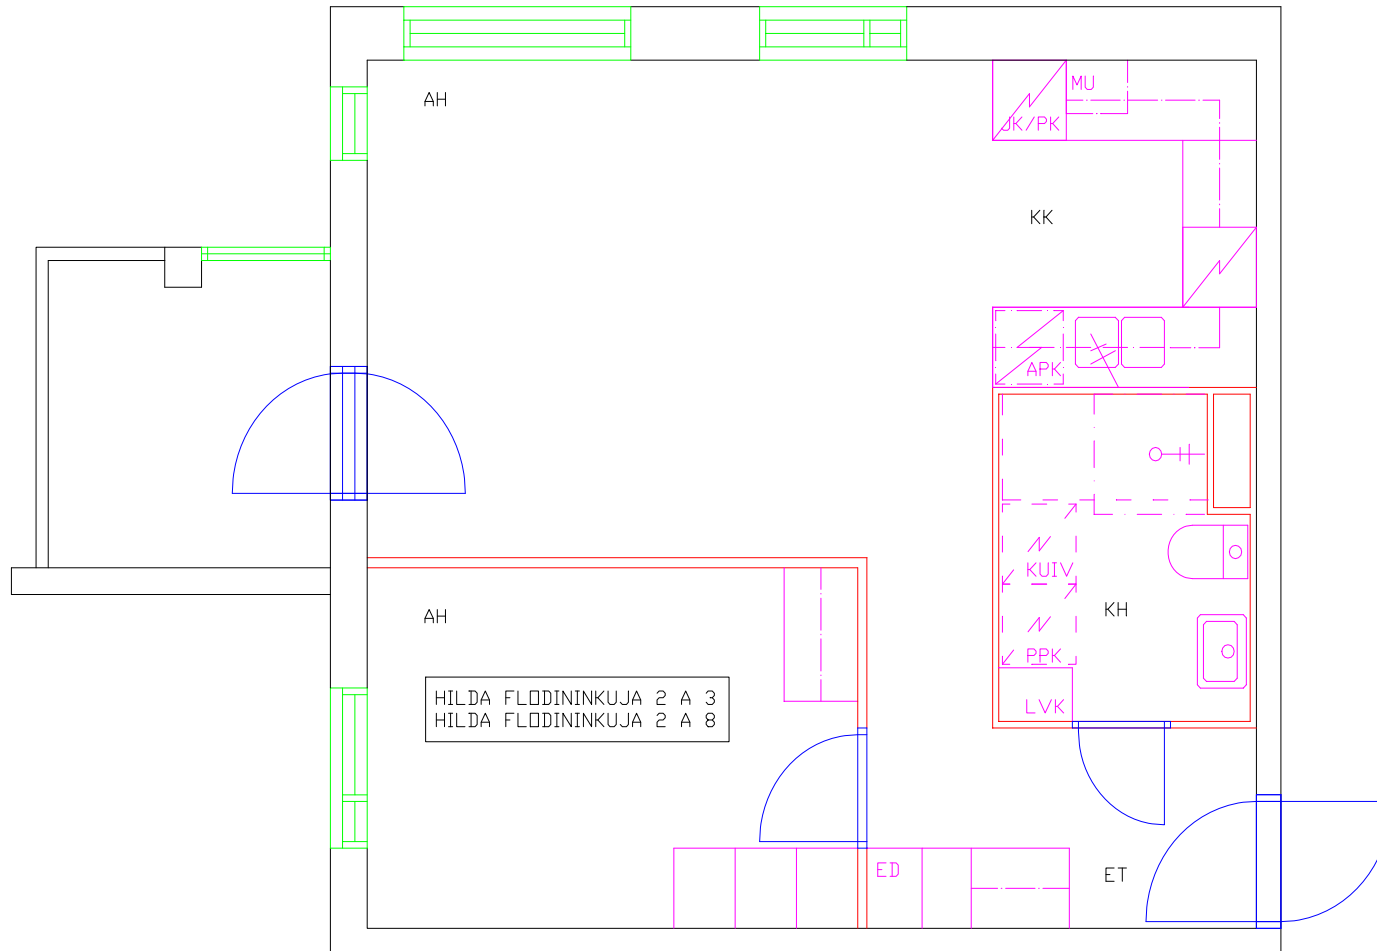 AH
MU
JK/PK
KK
APK
KUIV
KH
AH
PPK
HILDA FLODININKUJA 2 A 3
HILDA FLODININKUJA 2 A 8
LVK
ED
ET